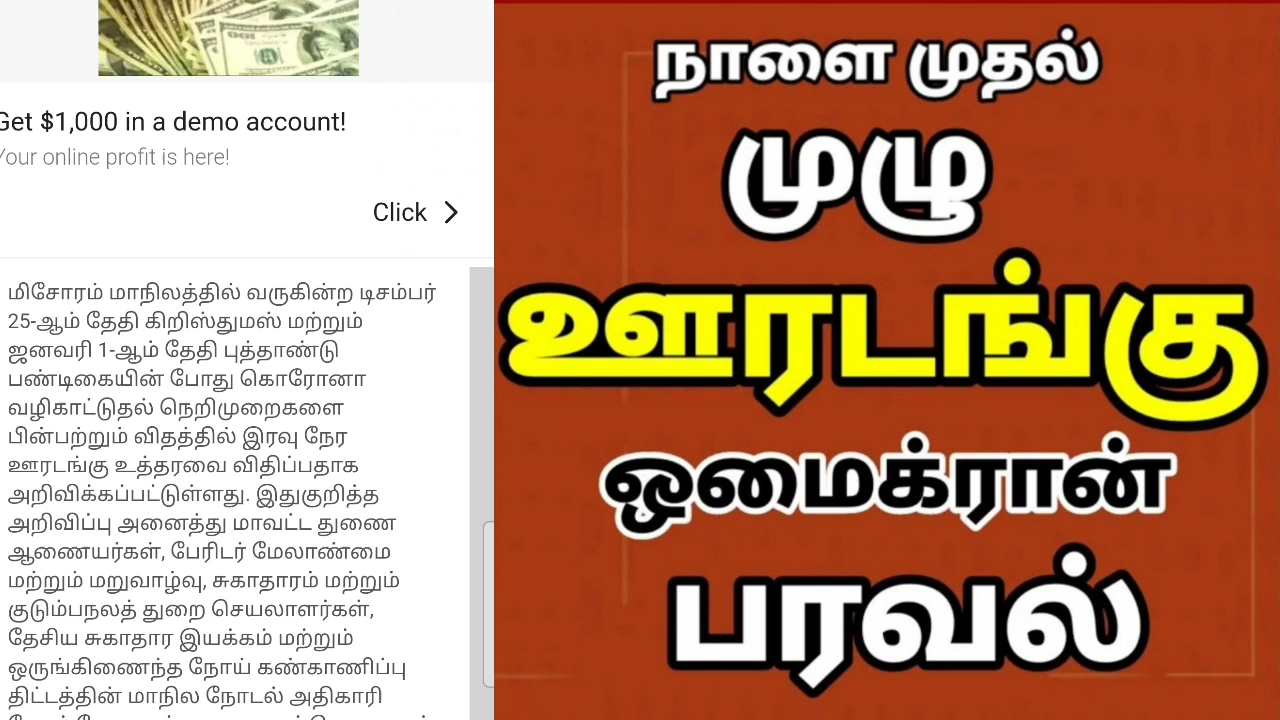 Get $1,000 in a demo account!
Your online profit is here!
Click
மிசோரம் மாநிலத்தில் வருகின்ற டிசம்பர்
25-ஆம் தேதி கிறிஸ்துமஸ் மற்றும்
ஜனவரி 1-ஆம் தேதி புத்தாண்டு
பண்டிகையின் போது கொரோனா
வழிகாட்டுதல் நெறிமுறைகளை
பின்பற்றும் விதத்தில் இரவு நேர
ஊரடங்கு உத்தரவை விதிப்பதாக
அறிவிக்கப்பட்டுள்ளது. இதுகுறித்த
அறிவிப்பு அனைத்து மாவட்ட துணை
ஆணையர்கள், பேரிடர் மேலாண்மை
மற்றும் மறுவாழ்வு, சுகாதாரம் மற்றும்
குடும்பநலத் துறை செயலாளர்கள்,
தேசிய சுகாதார இயக்கம் மற்றும்
ஒருங்கிணைந்த நோய் கண்காணிப்பு
திட்டத்தின் மாநில நோடல் அதிகாரி
நாளை முதல்
முழு
ஊரடங்கு
ஒமைக்ரான்
பரவல்